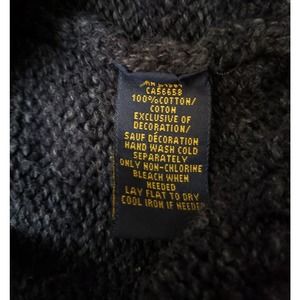 CA56658
100%COTTON/
COTON
EXCLUSIVE OF
DECORATION/
SAUF DÉCORATION
HAND WASH COLD
SEPARATELY
ONLY NON-CHLORINE
BLEACH WHEN
NEEDED
LAY FLAT TO DRY
COOL IRON IF NEEDED